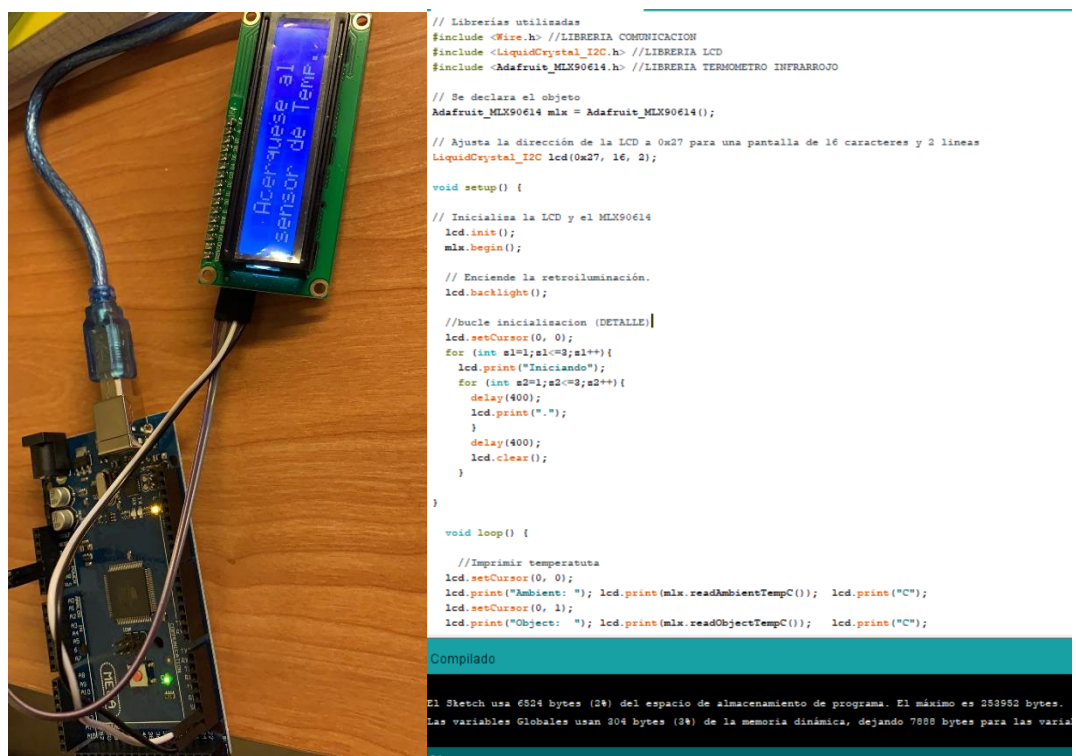 Acerquese al
sensor de Temp.
MEGA
// Librerias utilizadas
#include <Wire.h> //LIBRERIA COMUNICACION
#include <LiquidCrystal_I2C.h> //LIBRERIA LCD
#include <Adafruit_MLX90614.h> //LIBRERIA TERMOMETRO INFRARROJO
// Se declara el objeto
Adafruit_MLX90614 mlx = Adafruit_MLX90614();
// Ajusta la dirección de la LCD a 0x27 para una pantalla de 16 caracteres y 2 lineas
LiquidCrystal_I2C lcd(0x27, 16, 2);
void setup() {
// Inicializa la LCD y el MLX90614
lcd.init();
mlx.begin();
// Enciende la retroiluminación.
lcd.backlight();
//bucle inicialisacion (DETALLE)
lcd.setCursor(0, 0);
for (int s1=1;s1<=3;s1++){
lcd.print("Iniciando");
for (int s2=1;s2<=3;s2++){
delay(400);
lcd.print(".");
}
delay(400);
lcd.clear();
}
}
void loop() {
//Imprimir temperatuta
lcd.setCursor(0, 0);
lcd.print("Ambient: "); lcd.print(mlx.readAmbientTempC()); lcd.print("C");
lcd.setCursor(0, 1);
lcd.print("Object: "); lcd.print(mlx.readObjectTempC()); lcd.print("C");
Compilado
El Sketch usa 6524 bytes (2%) del espacio de almacenamiento de programa. El máximo es 253952 bytes.
Las variables Globales usan 304 bytes (3%) de la memoria dinámica, dejando 7888 bytes para las